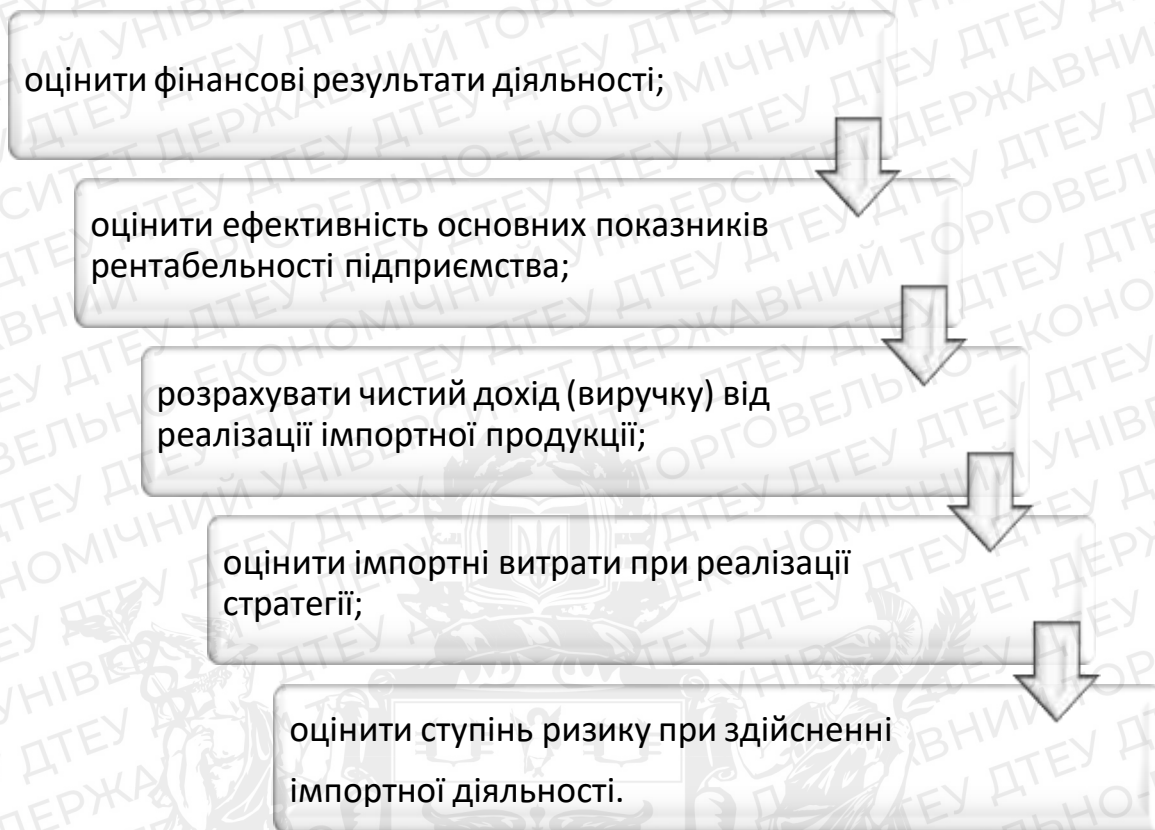 оцінити фінансові результати діяльності;
оцінити ефективність основних показників
рентабельності підприємства;
розрахувати чистий дохід (виручку) від
реалізації імпортної продукції;
оцінити імпортні витрати при реалізації
стратегії;
оцінити ступінь ризику при здійсненні
імпортної діяльності.